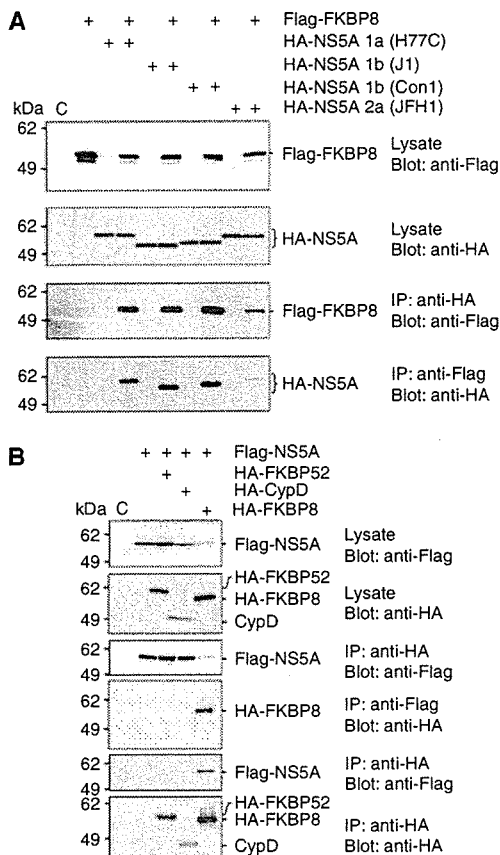 A
+ + + + + Flag-FKBP8
+ + HA-NS5A 1a (H77C)
+ + HA-NS5A 1b (J1)
+ + HA-NS5A 1b (Con1)
kDa C + + HA-NS5A 2a (JFH1)
62
49
Flag-FKBP8
Lysate
Blot: anti-Flag
62
49
HA-NS5A
Lysate
Blot: anti-HA
62
49
Flag-FKBP8
IP: anti-HA
Blot: anti-Flag
62
49
HA-NS5A
IP: anti-Flag
Blot: anti-HA
B
+ + + + Flag-NS5A
+ HA-FKBP52
+ HA-CypD
kDa C + HA-FKBP8
62
49
Flag-NS5A
Lysate
Blot: anti-Flag
62
49
HA-FKBP52
HA-FKBP8
CypD
Lysate
Blot: anti-HA
62
49
Flag-NS5A
IP: anti-HA
Blot: anti-Flag
62
49
HA-FKBP8
IP: anti-Flag
Blot: anti-HA
62
49
Flag-NS5A
IP: anti-HA
Blot: anti-Flag
62
49
HA-FKBP52
HA-FKBP8
CypD
IP: anti-HA
Blot: anti-HA